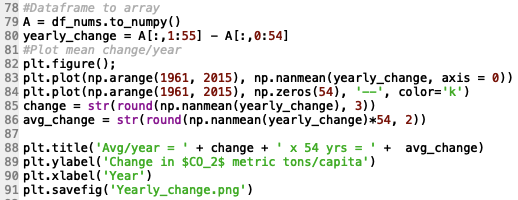 78 #Dataframe to array
79 A = df_nums.to_numpy()
80 yearly_change = A[:,1:55] - A[:,0:54]
81 #Plot mean change/year
82 plt.figure();
83 plt.plot(np.arange(1961, 2015), np.nanmean(yearly_change, axis = 0))
84 plt.plot(np.arange(1961, 2015), np.zeros(54), '--', color='k')
85 change = str(round(np.nanmean(yearly_change), 3))
86 avg_change = str(round(np.nanmean(yearly_change)*54, 2))
87
88 plt.title('Avg/year = ' + change + ' x 54 yrs = ' +  avg_change)
89 plt.ylabel('Change in $CO_2$ metric tons/capita')
90 plt.xlabel('Year')
91 plt.savefig('Yearly_change.png')